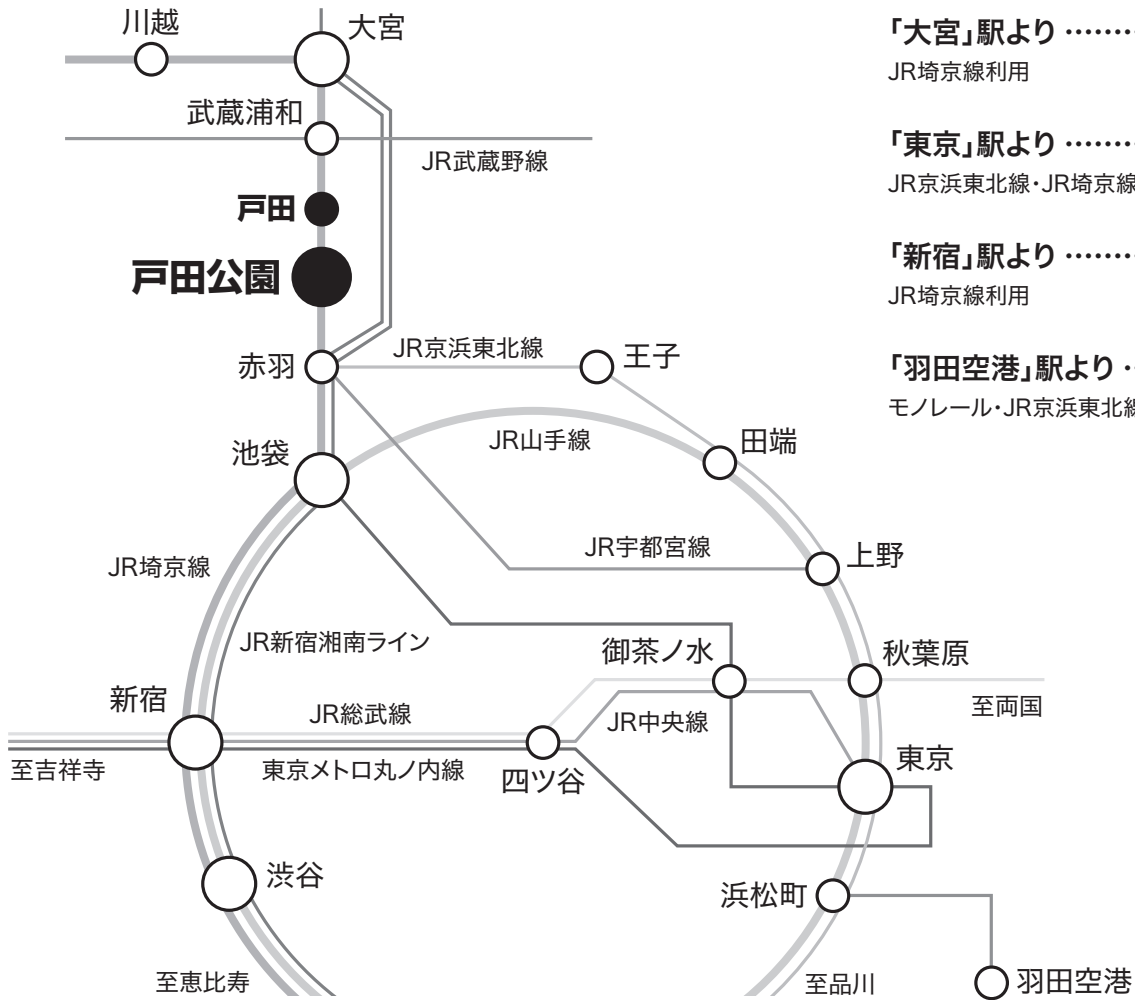 川越
大宮
武蔵浦和
JR武蔵野線
戸田
戸田公園
赤羽
JR京浜東北線
王子
池袋
JR山手線
田端
JR埼京線
JR宇都宮線
上野
JR新宿湘南ライン
御茶ノ水
秋葉原
新宿
JR総武線
JR中央線
至両国
至吉祥寺
東京メトロ丸ノ内線
四ツ谷
東京
渋谷
浜松町
至恵比寿
至品川
羽田空港
「大宮」駅より ………
JR埼京線利用
「東京」駅より ………
JR京浜東北線・JR埼京線
「新宿」駅より ………
JR埼京線利用
「羽田空港」駅より …
モノレール・JR京浜東北線